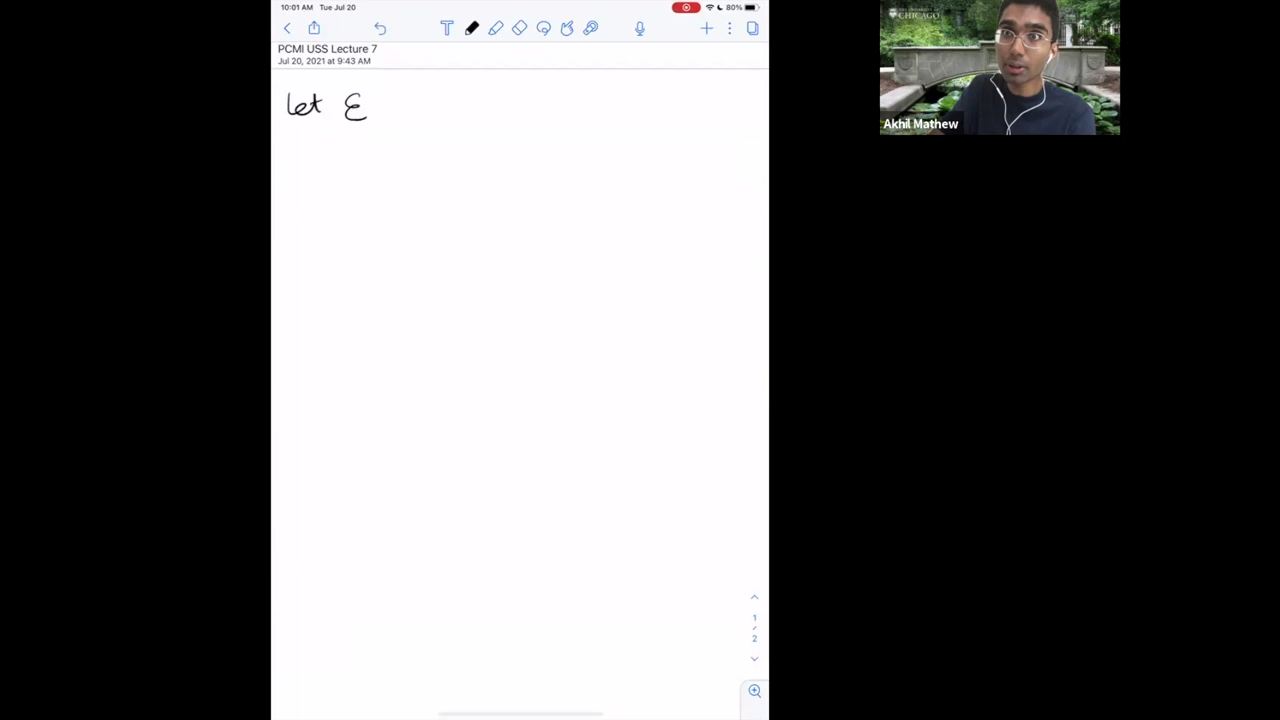 10:01 AM Tue Jul 20
80%
PCMI USS Lecture 7
Jul 20, 2021 at 9:43 AM
let E
1
2
CHICAGO
Akhil Mathew